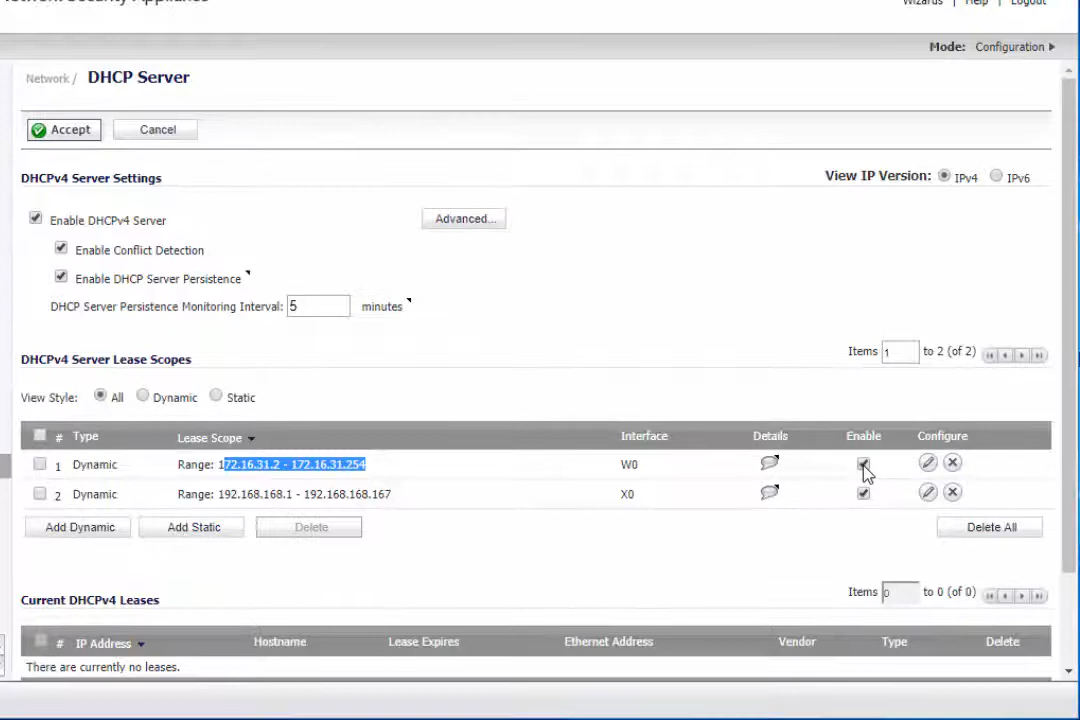 Network Security Appliance
Wizards | Help | Logout
Mode: Configuration
Network / DHCP Server
Accept
Cancel
DHCPv4 Server Settings
View IP Version: IPv4 IPv6
Enable DHCPv4 Server
Advanced...
Enable Conflict Detection
Enable DHCP Server Persistence
DHCP Server Persistence Monitoring Interval: 5 minutes
DHCPv4 Server Lease Scopes
Items 1 to 2 (of 2)
View Style: All Dynamic Static
# Type Lease Scope Interface Details Enable Configure
1 Dynamic Range: 172.16.31.2 - 172.16.31.254 W0
2 Dynamic Range: 192.168.168.1 - 192.168.168.167 X0
Add Dynamic Add Static Delete Delete All
Current DHCPv4 Leases
Items 0 to 0 (of 0)
# IP Address Hostname Lease Expires Ethernet Address Vendor Type Delete
There are currently no leases.